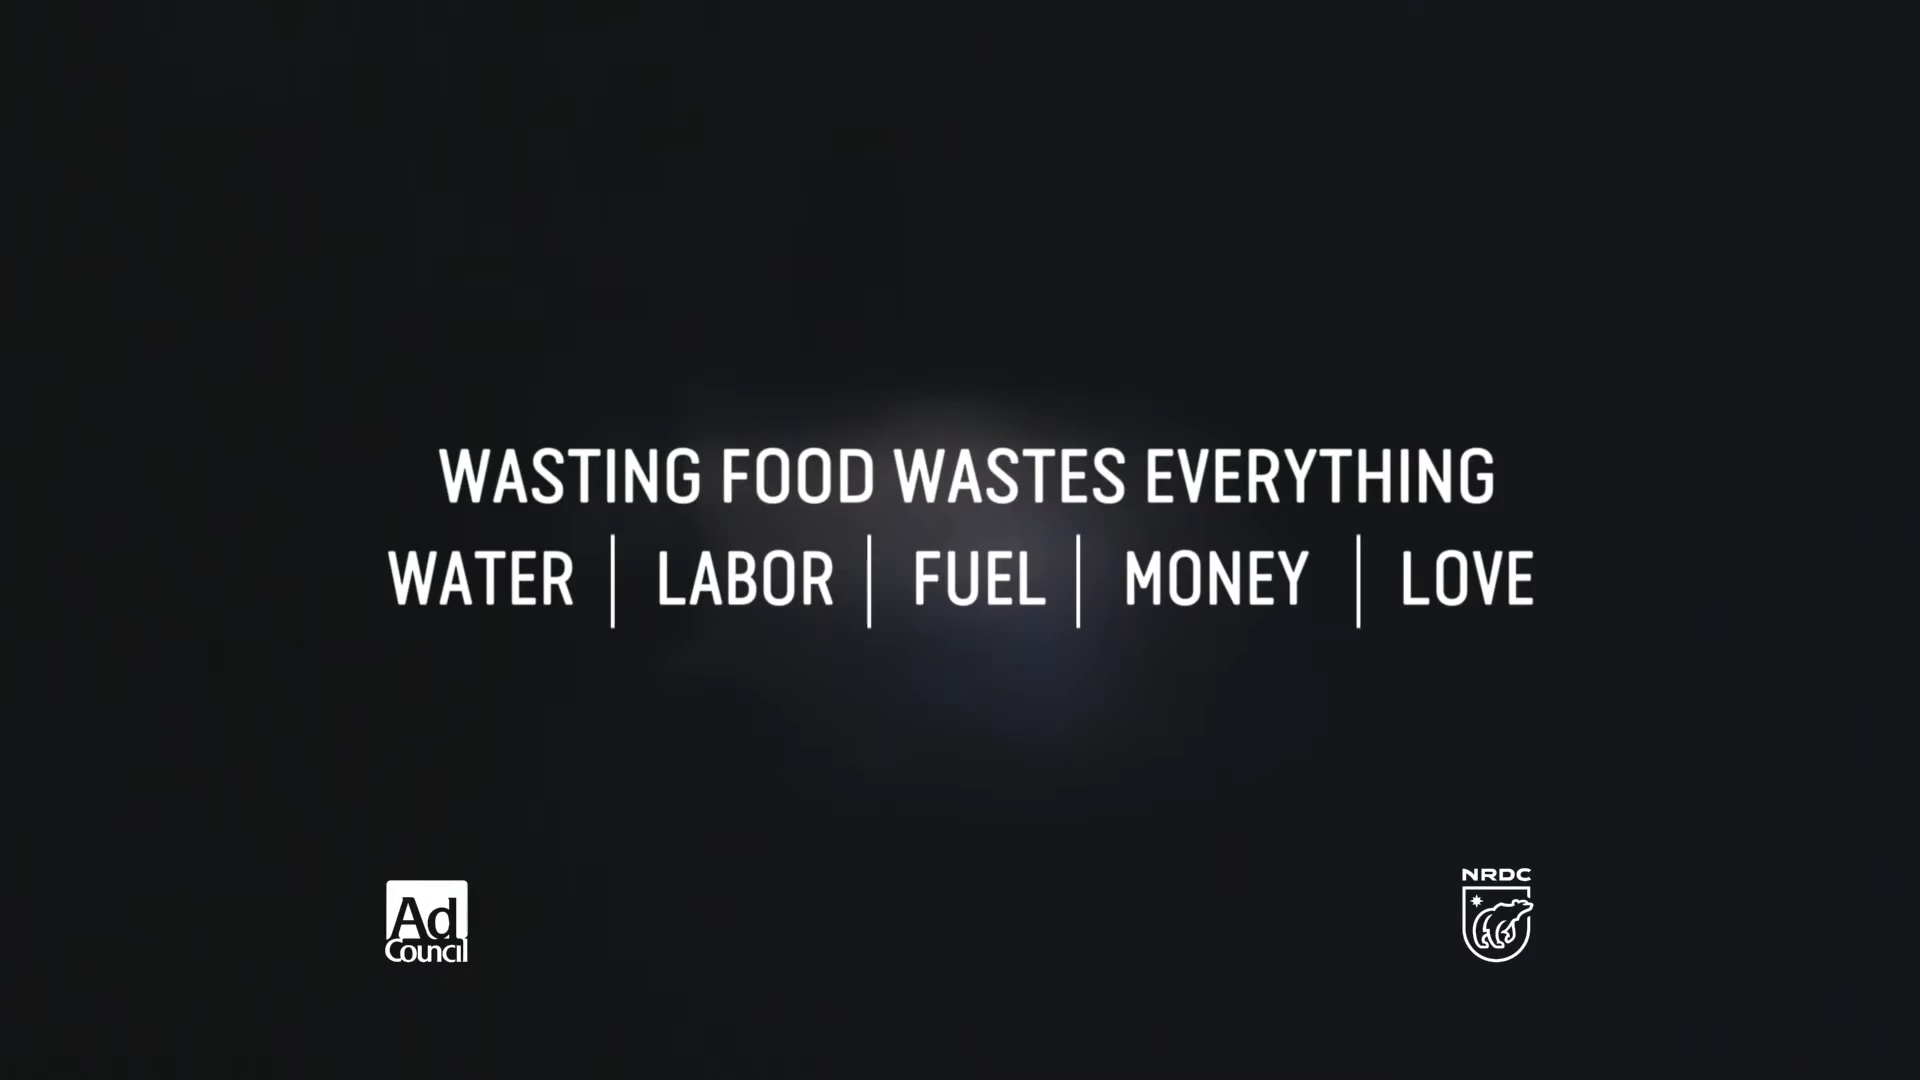 WASTING FOOD WASTES EVERYTHING
WATER | LABOR | FUEL | MONEY | LOVE
Ad
Council
NRDC